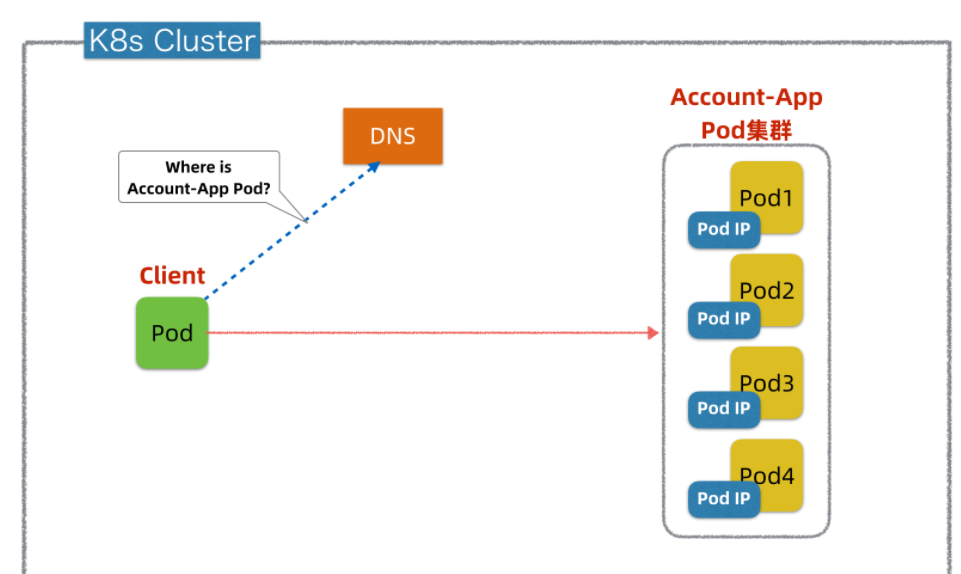 K8s Cluster
Account-App
Pod集群
DNS
Where is
Account-App Pod?
Pod1
Pod IP
Client
Pod2
Pod IP
Pod
Pod3
Pod IP
Pod4
Pod IP